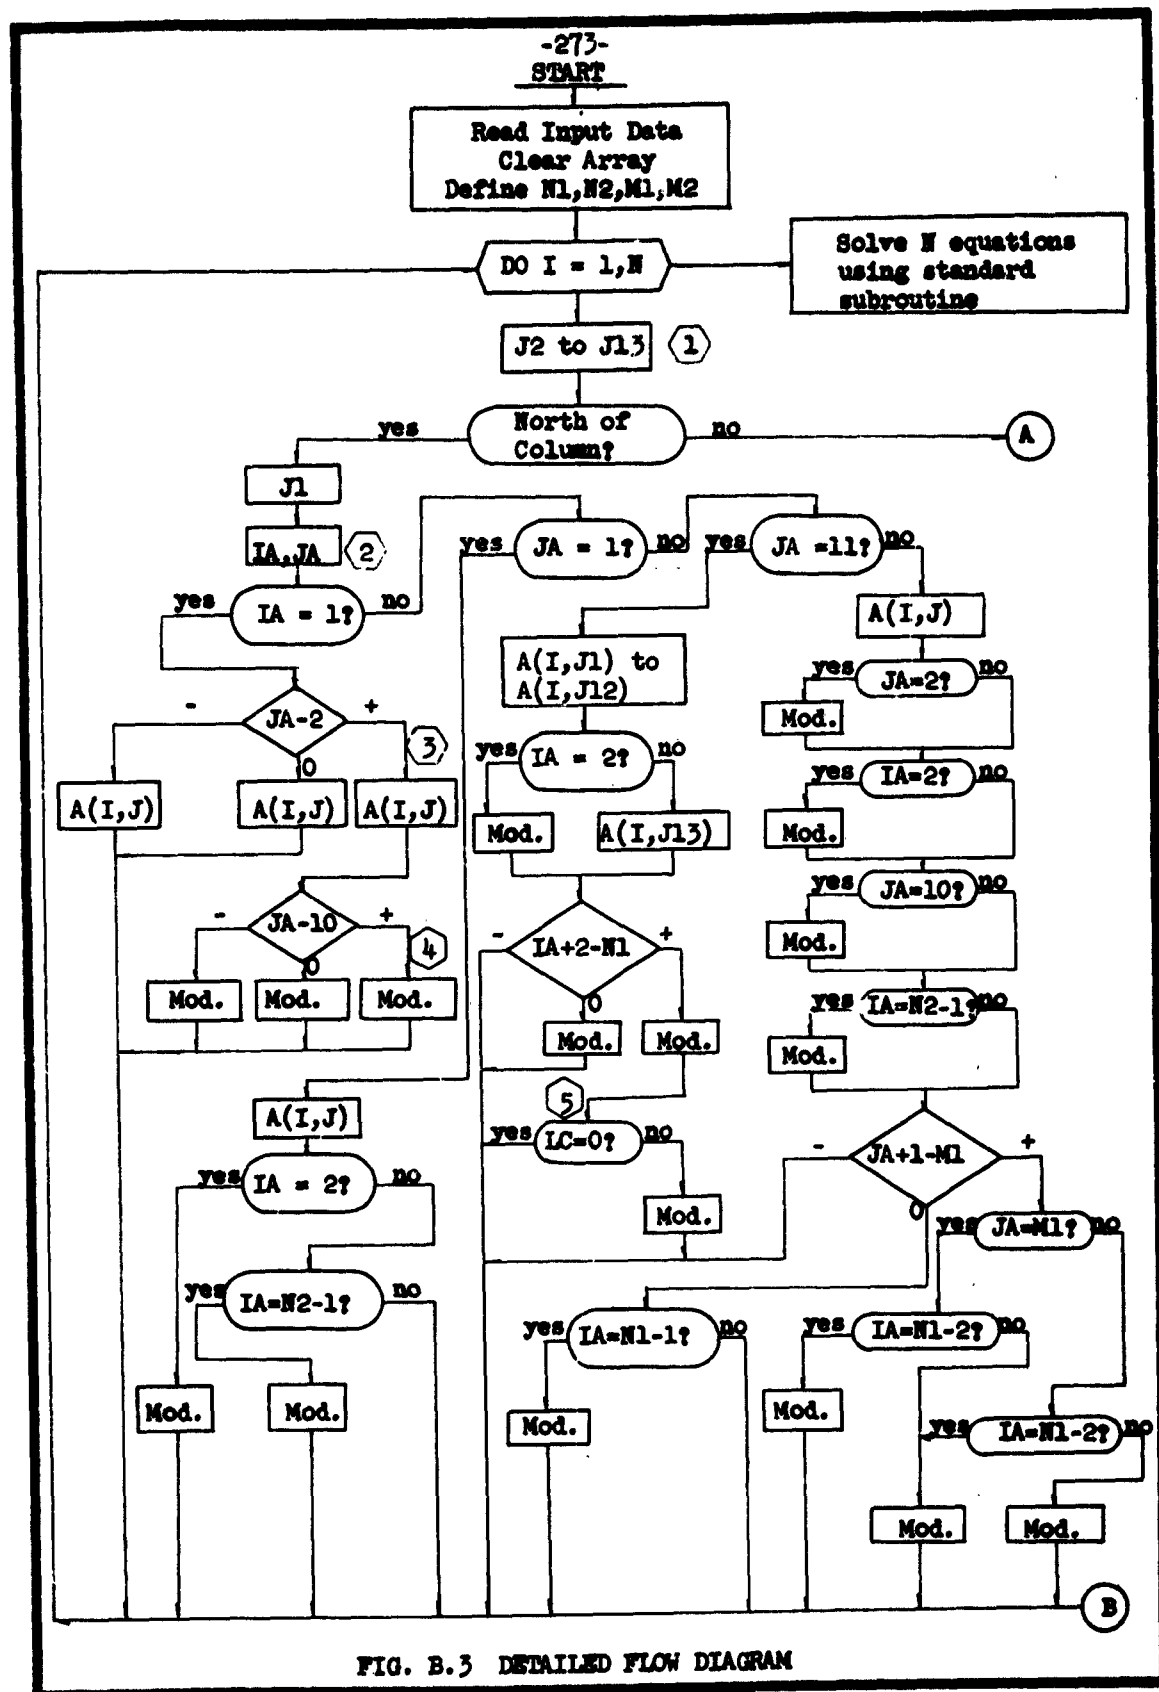 -273-
START
Read Input Data
Clear Array
Define N1,N2,M1,M2
DO I = 1,N
Solve N equations
using standard
subroutine
J2 to J13
1
North of
Column?
yes
no
A
J1
IA,JA
2
IA = 1?
yes
no
JA = 1?
yes
no
JA =11?
yes
no
JA-2
-
+
0
3
A(I,J)
A(I,J)
A(I,J)
JA-10
-
+
0
4
Mod.
Mod.
Mod.
A(I,J)
IA = 2?
yes
no
IA=N2-1?
yes
no
Mod.
Mod.
A(I,J1) to
A(I,J12)
IA = 2?
yes
no
Mod.
A(I,J13)
IA+2-N1
-
+
0
Mod.
Mod.
5
LC=0?
yes
no
Mod.
A(I,J)
JA=2?
yes
no
Mod.
IA=2?
yes
no
Mod.
JA=10?
yes
no
Mod.
IA=N2-1?
yes
no
Mod.
JA+1-M1
-
+
0
JA=M1?
yes
no
IA=N1-1?
yes
no
Mod.
IA=N1-2?
yes
no
Mod.
IA=N1-2?
yes
no
Mod.
Mod.
B
FIG. B.3 DETAILED FLOW DIAGRAM